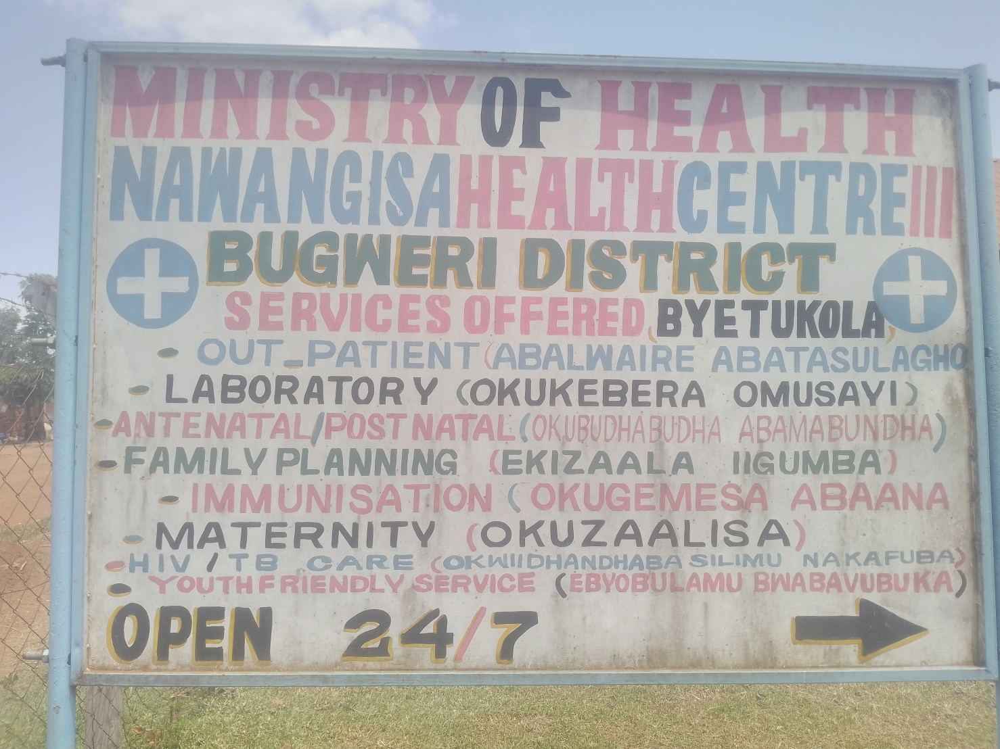 MINISTRY OF HEALTH
NAWANGISA HEALTH CENTRE III
BUGWERI DISTRICT
SERVICES OFFERED (BYETUKOLA)
- OUT_PATIENT (ABALWAIRE ABATASULAGHO
- LABORATORY (OKUKEBERA OMUSAYI)
- ANTENATAL/POST NATAL (OKUBUDHABUDHA ABAMABUNDHA)
- FAMILY PLANNING (EKIZAALA IIGUMBA)
- IMMUNISATION (OKUGEMESA ABAANA
- MATERNITY (OKUZAALISA)
- HIV/TB CARE (OKWIIDHANDHABA SILIMU NAKAFUBA)
- YOUTH FRIENDLY SERVICE (EBYOBULAMU BWABAVUBUKA)
OPEN 24/7